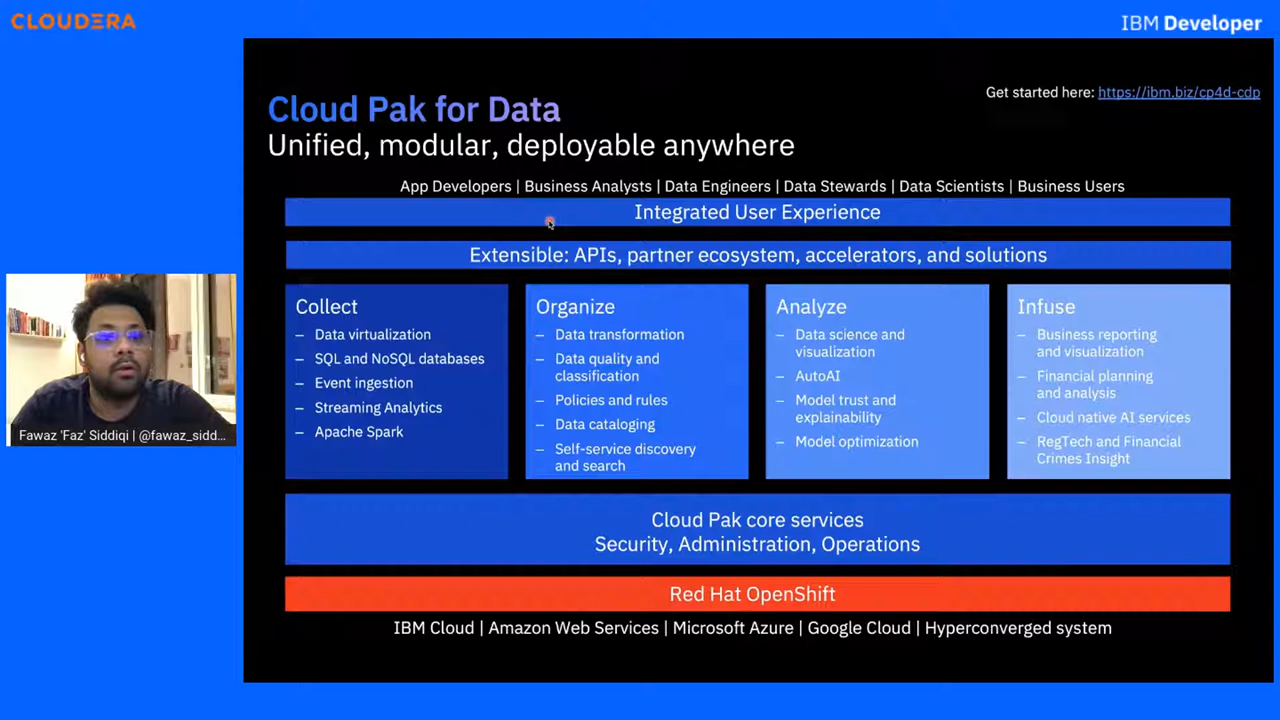 CLOUDERA
IBM Developer
Get started here: https://ibm.biz/cp4d-cdp
Cloud Pak for Data
Unified, modular, deployable anywhere
App Developers | Business Analysts | Data Engineers | Data Stewards | Data Scientists | Business Users
Integrated User Experience
Extensible: APIs, partner ecosystem, accelerators, and solutions
Collect
– Data virtualization
– SQL and NoSQL databases
– Event ingestion
– Streaming Analytics
– Apache Spark
Organize
– Data transformation
– Data quality and
classification
– Policies and rules
– Data cataloging
– Self-service discovery
and search
Analyze
– Data science and
visualization
– AutoAI
– Model trust and
explainability
– Model optimization
Infuse
– Business reporting
and visualization
– Financial planning
and analysis
– Cloud native AI services
– RegTech and Financial
Crimes Insight
Fawaz 'Faz' Siddiqi | @fawaz_sidd...
Cloud Pak core services
Security, Administration, Operations
Red Hat OpenShift
IBM Cloud | Amazon Web Services | Microsoft Azure | Google Cloud | Hyperconverged system